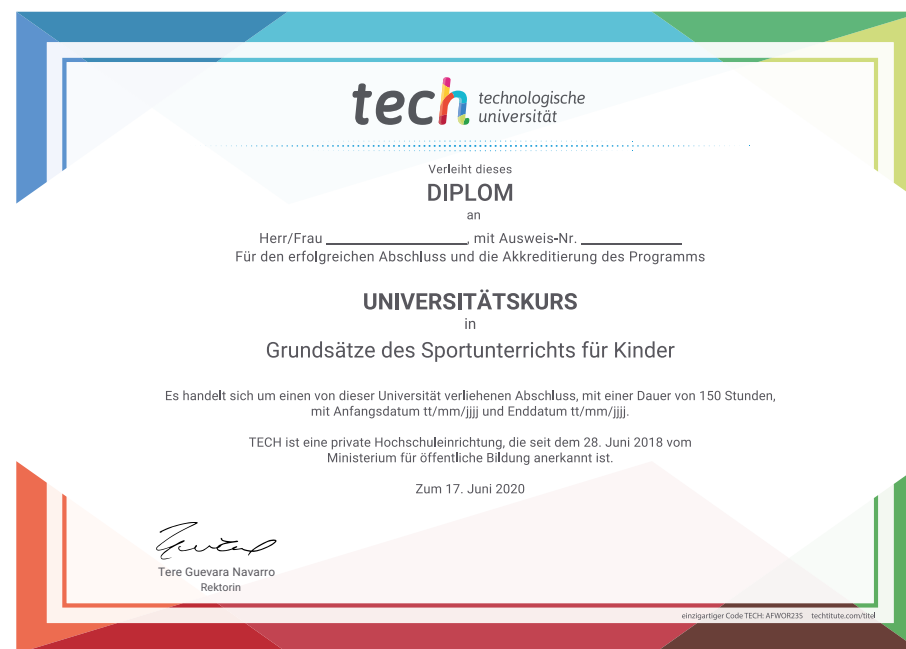 tech technologische
universität
Verleiht dieses
DIPLOM
an
Herr/Frau ____________________, mit Ausweis-Nr. ______________
Für den erfolgreichen Abschluss und die Akkreditierung des Programms
UNIVERSITÄTSKURS
in
Grundsätze des Sportunterrichts für Kinder
Es handelt sich um einen von dieser Universität verliehenen Abschluss, mit einer Dauer von 150 Stunden,
mit Anfangsdatum tt/mm/jjjj und Enddatum tt/mm/jjjj.
TECH ist eine private Hochschuleinrichtung, die seit dem 28. Juni 2018 vom
Ministerium für öffentliche Bildung anerkannt ist.
Zum 17. Juni 2020
Tere Guevara Navarro
Rektorin
einzigartiger Code TECH: AFWOR23S techtitute.com/titel